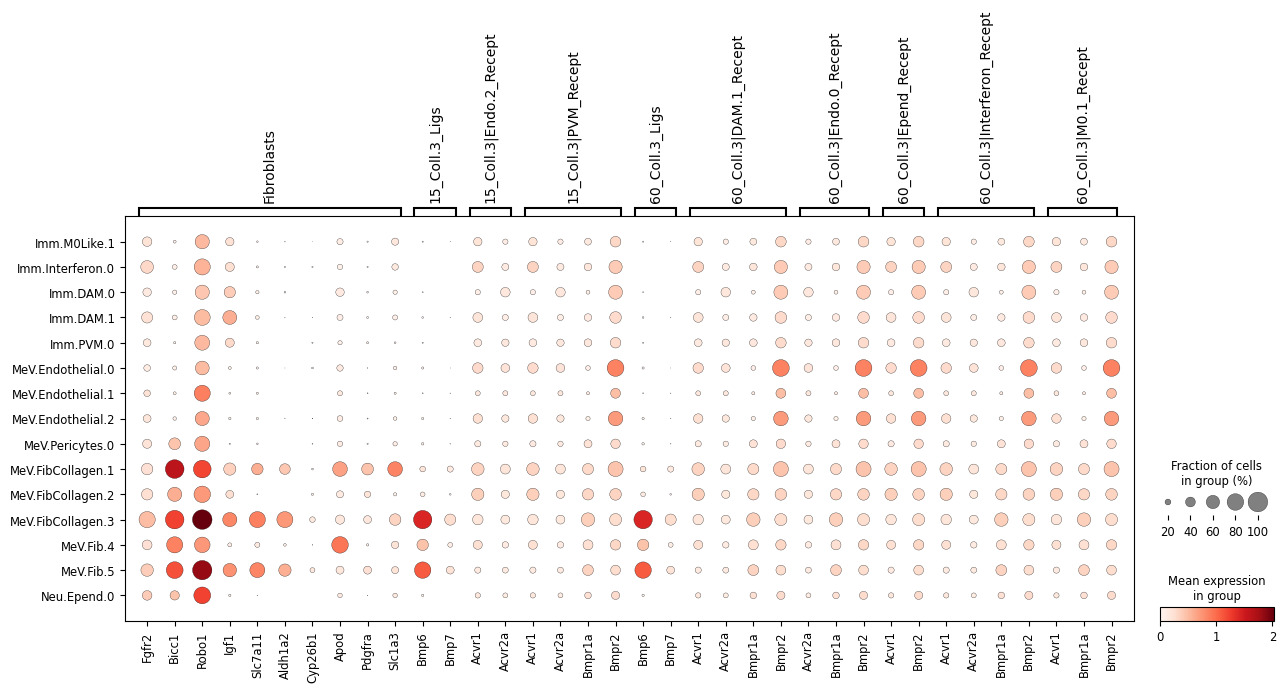 Fibroblasts
15_Coll.3_Ligs
15_Coll.3|Endo.2_Recept
15_Coll.3|PVM_Recept
60_Coll.3_Ligs
60_Coll.3|DAM.1_Recept
60_Coll.3|Endo.0_Recept
60_Coll.3|Epend_Recept
60_Coll.3|Interferon_Recept
60_Coll.3|M0.1_Recept
Imm.M0Like.1
Imm.Interferon.0
Imm.DAM.0
Imm.DAM.1
Imm.PVM.0
MeV.Endothelial.0
MeV.Endothelial.1
MeV.Endothelial.2
MeV.Pericytes.0
MeV.FibCollagen.1
MeV.FibCollagen.2
MeV.FibCollagen.3
MeV.Fib.4
MeV.Fib.5
Neu.Epend.0
Fgfr2
Bicc1
Robo1
Igf1
Slc7a11
Aldh1a2
Cyp26b1
Apod
Pdgfra
Slc1a3
Bmp6
Bmp7
Acvr1
Acvr2a
Acvr1
Acvr2a
Bmpr1a
Bmpr2
Bmp6
Bmp7
Acvr1
Acvr2a
Bmpr1a
Bmpr2
Acvr2a
Bmpr1a
Bmpr2
Acvr1
Bmpr2
Acvr1
Acvr2a
Bmpr1a
Bmpr2
Acvr1
Bmpr1a
Bmpr2
Fraction of cells
in group (%)
20 40 60 80 100
Mean expression
in group
0 1 2